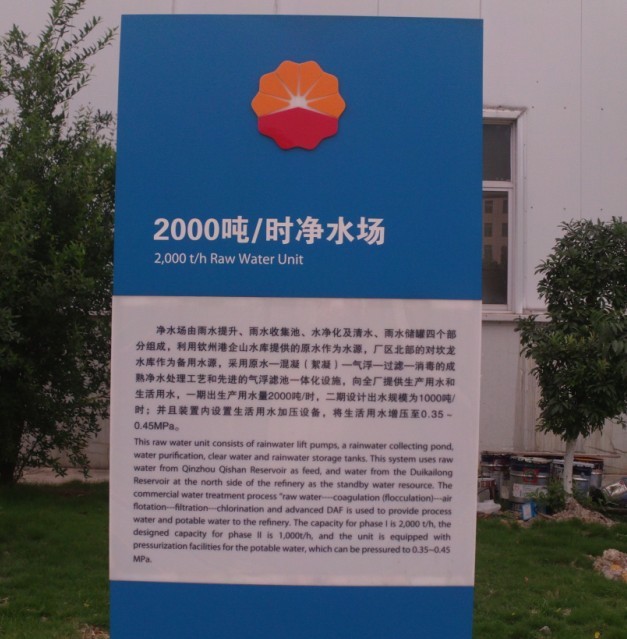 2000吨/时净水场
2,000 t/h Raw Water Unit
净水场由雨水提升、雨水收集池、水净化及清水、雨水储罐四个部
分组成，利用钦州港企山水库提供的原水作为水源，厂区北部的对坎龙
水库作为备用水源，采用原水—混凝（絮凝）—气浮—过滤—消毒的成
熟净水处理工艺和先进的气浮滤池一体化设施，向全厂提供生产用水和
生活用水，一期出生产用水量2000吨/时，二期设计出水规模为1000吨/
时；并且装置内设置生活用水加压设备，将生活用水增压至0.35－
0.45MPa。
This raw water unit consists of rainwater lift pumps, a rainwater collecting pond,
water purification, clear water and rainwater storage tanks. This system uses raw
water from Qinzhou Qishan Reservoir as feed, and water from the Duikailong
Reservoir at the north side of the refinery as the standby water resource. The
commercial water treatment process "raw water—coagulation (flocculation)—air
flotation—filtration—chlorination and advanced DAF is used to provide process
water and potable water to the refinery. The capacity for phase I is 2,000 t/h, the
designed capacity for phase II is 1,000t/h, and the unit is equipped with
pressurization facilities for the potable water, which can be pressured to 0.35–0.45
MPa.